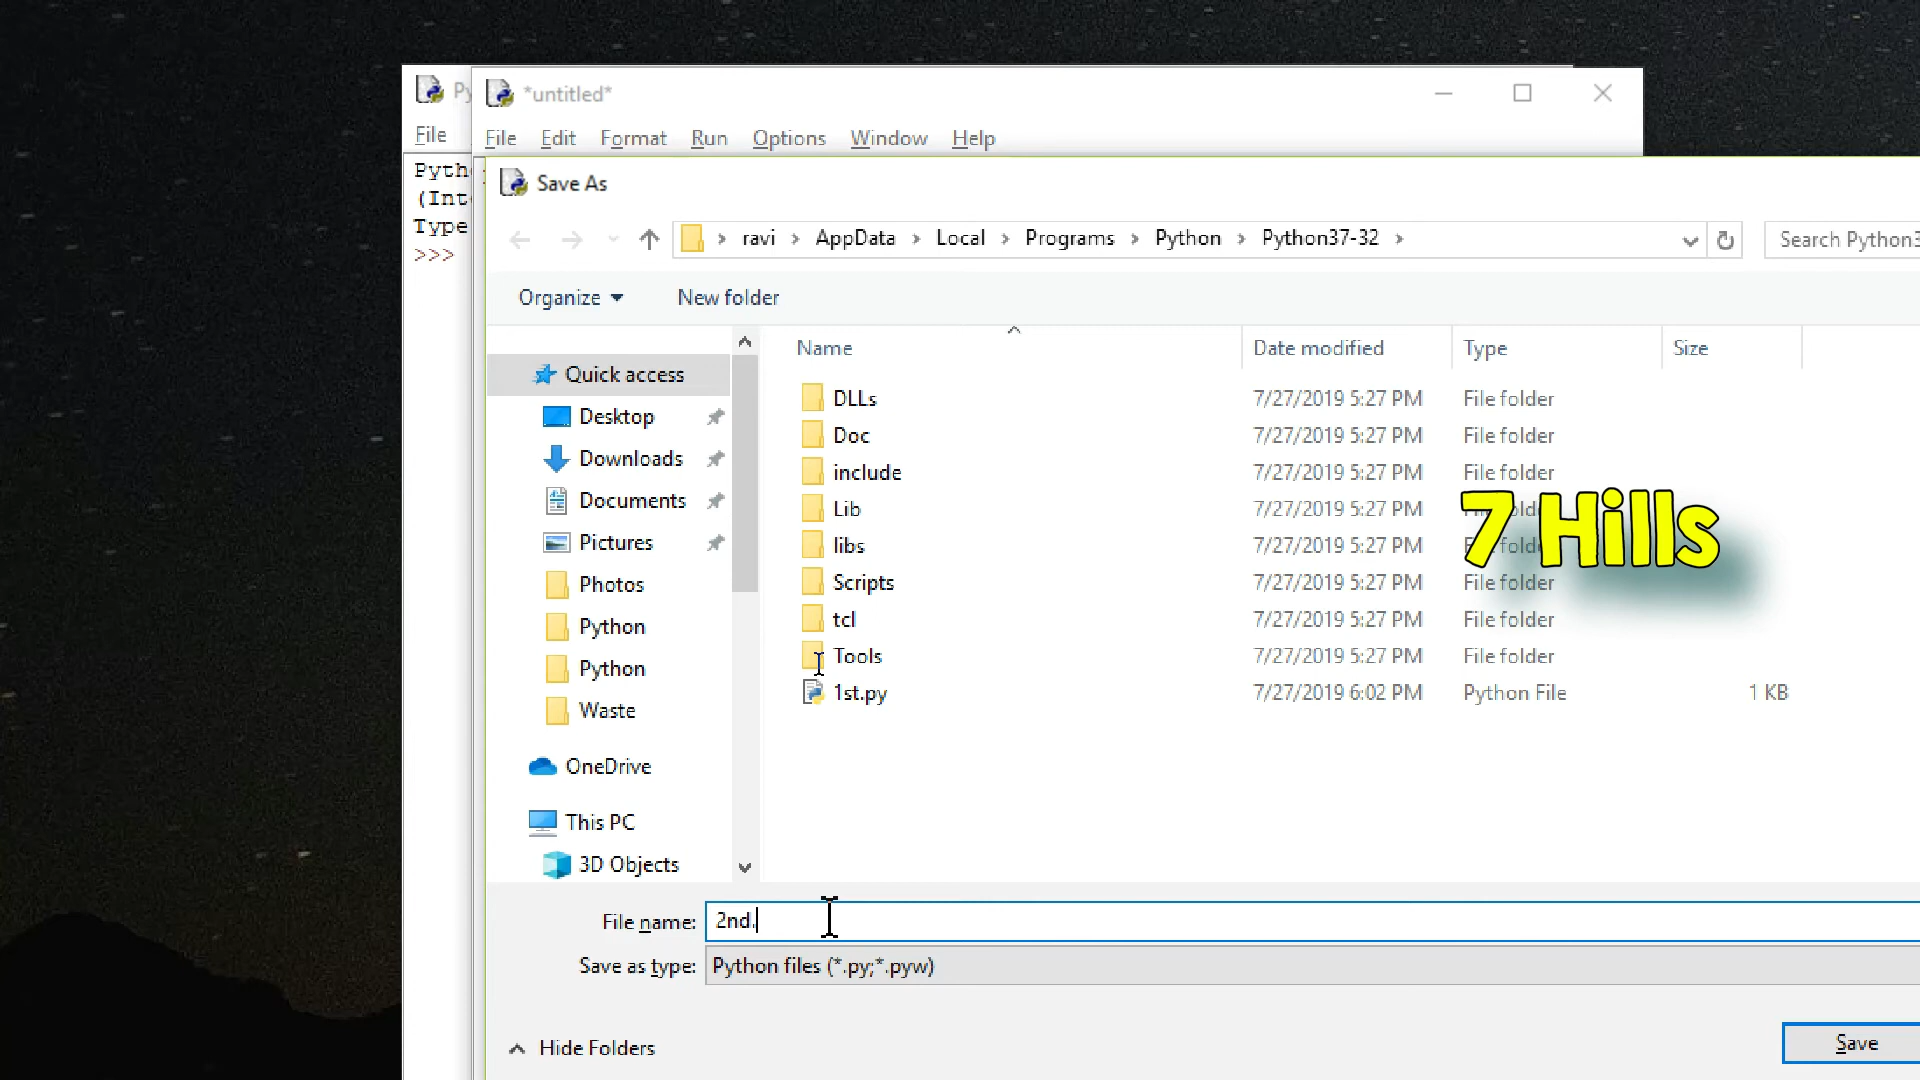 Py
*untitled*
File
File Edit Format Run Options Window Help
Save As
ravi AppData Local Programs Python Python37-32
Organize New folder
Name Date modified Type Size
Quick access
Desktop
Downloads
Documents
Pictures
Photos
Python
Python
Waste
OneDrive
This PC
3D Objects
DLLs 7/27/2019 5:27 PM File folder
Doc 7/27/2019 5:27 PM File folder
include 7/27/2019 5:27 PM File folder
Lib 7/27/2019 5:27 PM
libs 7/27/2019 5:27 PM
Scripts 7/27/2019 5:27 PM File folder
tcl 7/27/2019 5:27 PM File folder
Tools 7/27/2019 5:27 PM File folder
1st.py 7/27/2019 6:02 PM Python File 1 KB
7 Hills
File name: 2nd.
Save as type: Python files (*.py;*.pyw)
Hide Folders
Save
Type
>>>